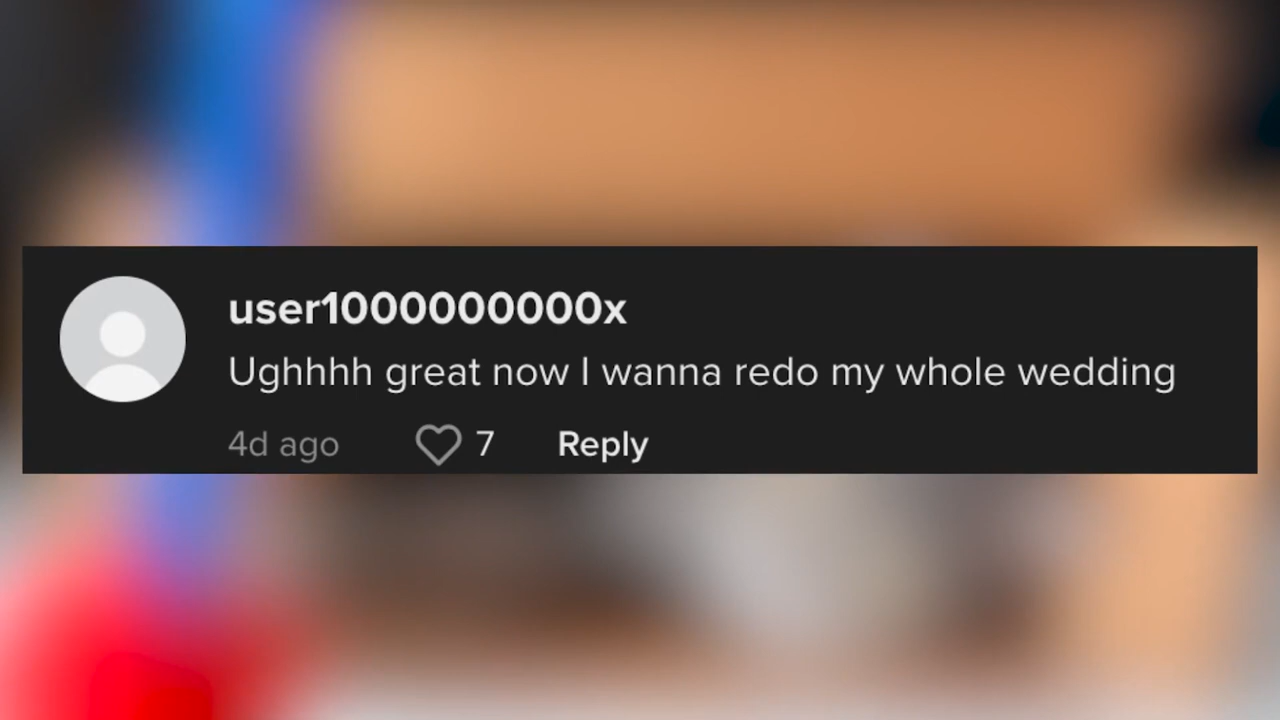 user1000000000x
Ughhhh great now I wanna redo my whole wedding
4d ago 7 Reply